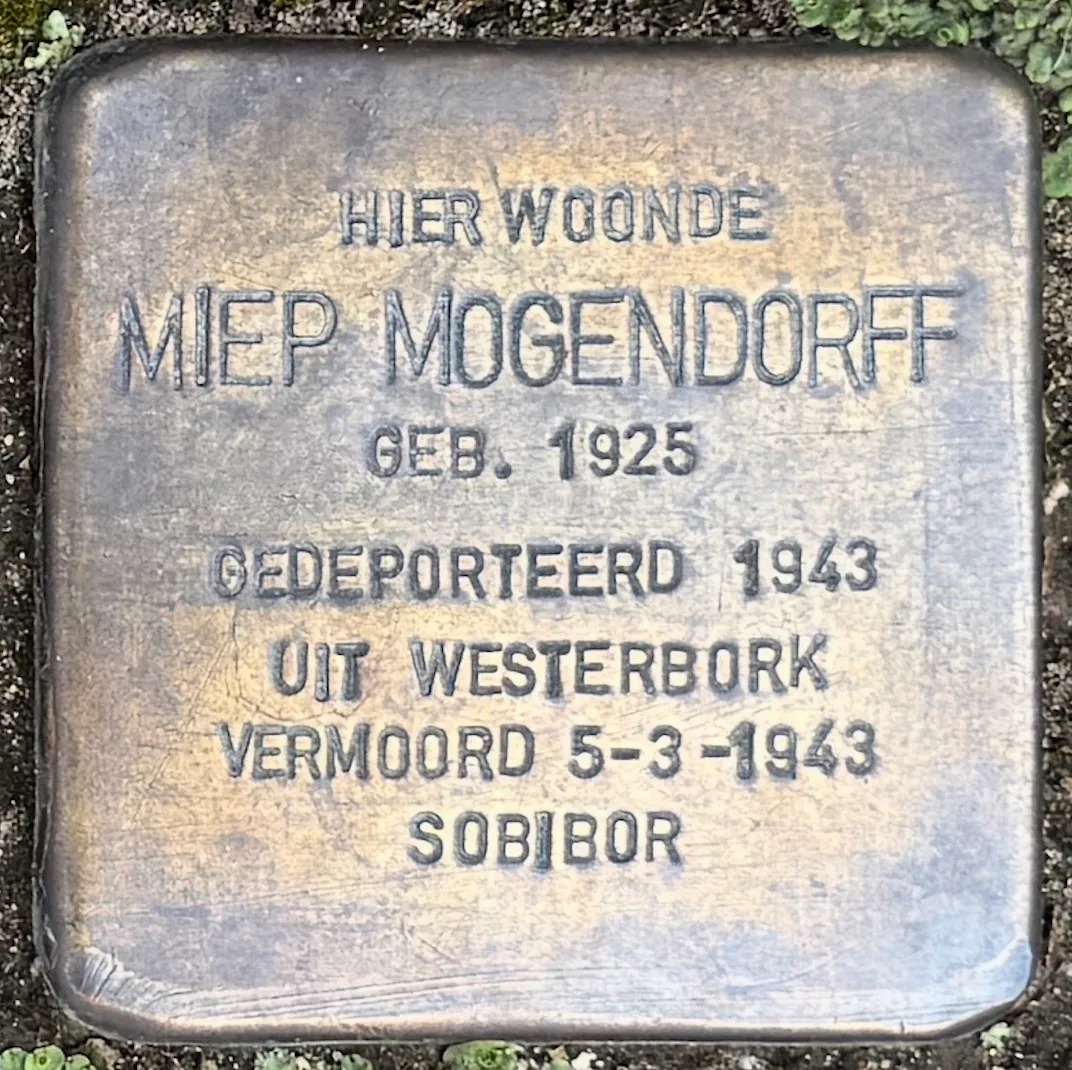 HIER WOONDE
MIEP MOGENDORFF
GEB. 1925
GEDEPORTEERD 1943
UIT WESTERBORK
VERMOORD 5-3-1943
SOBIBOR